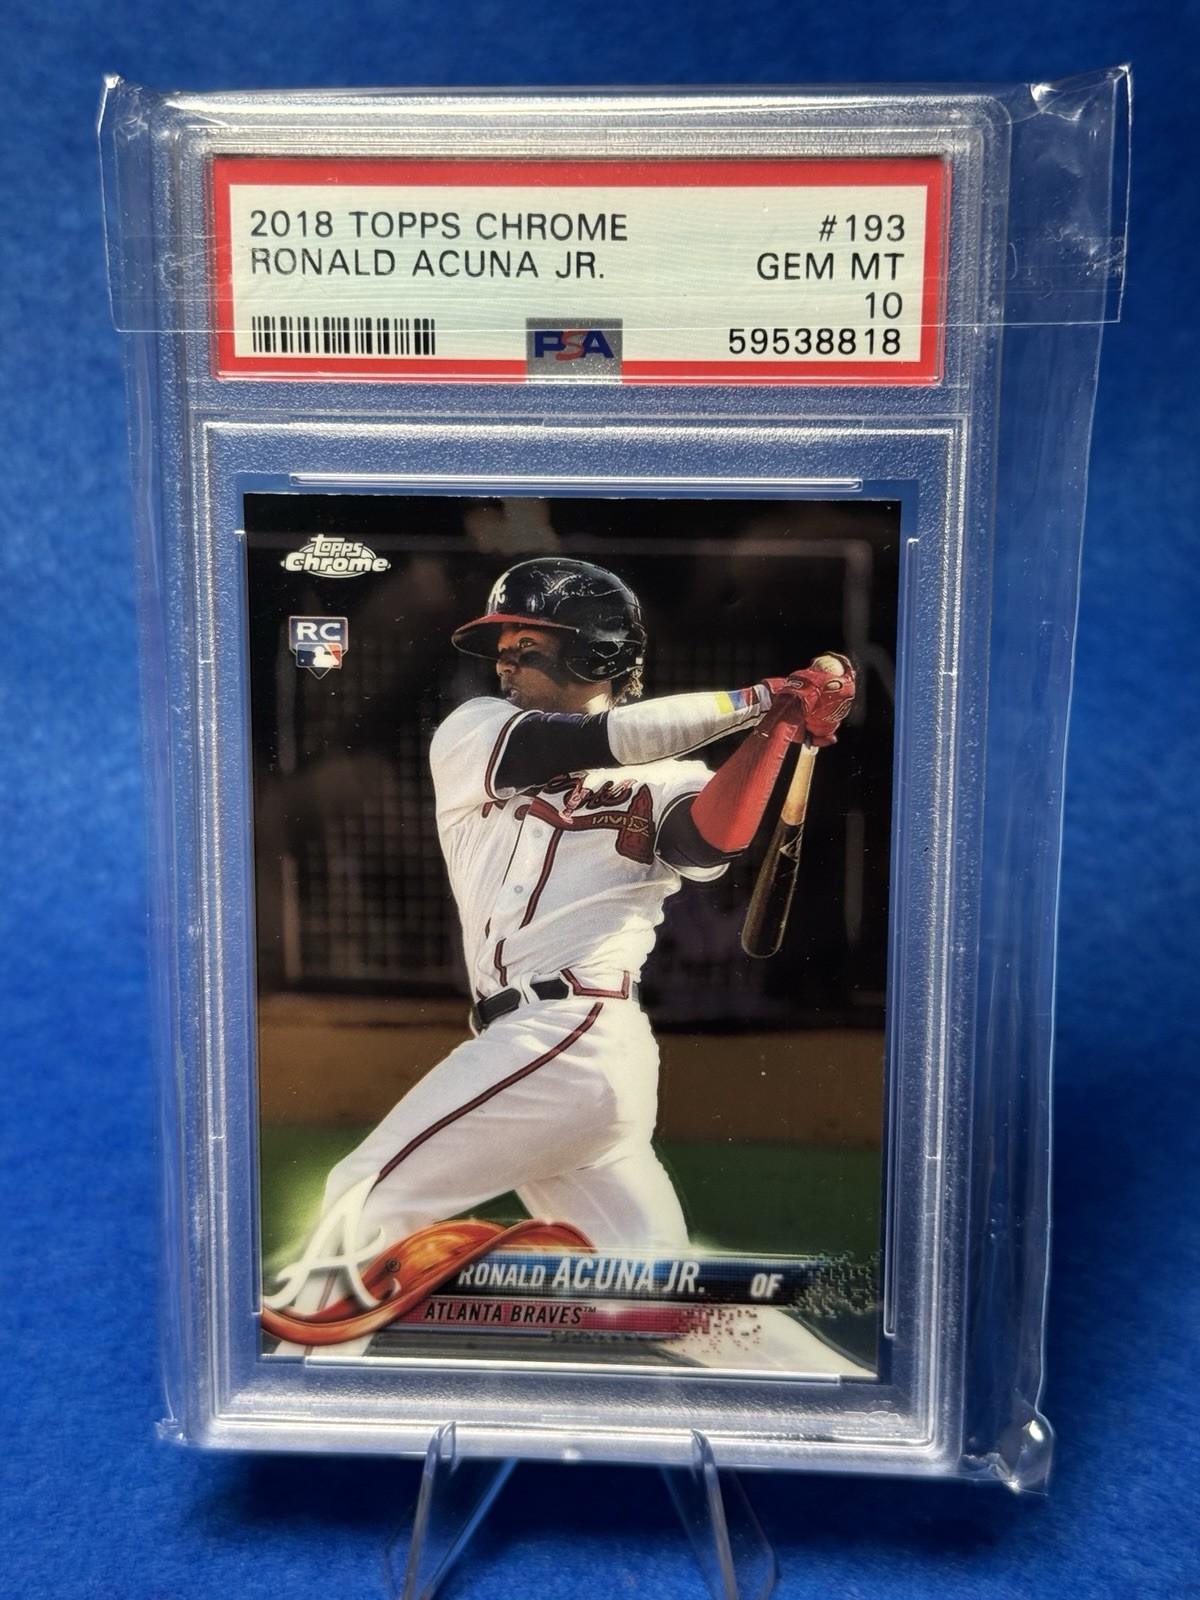 2018 TOPPS CHROME #193
RONALD ACUNA JR. GEM MT
10
PSA 59538818
Topps
Chrome
RC
A
A ®
RONALD ACUNA JR. OF
ATLANTA BRAVES™